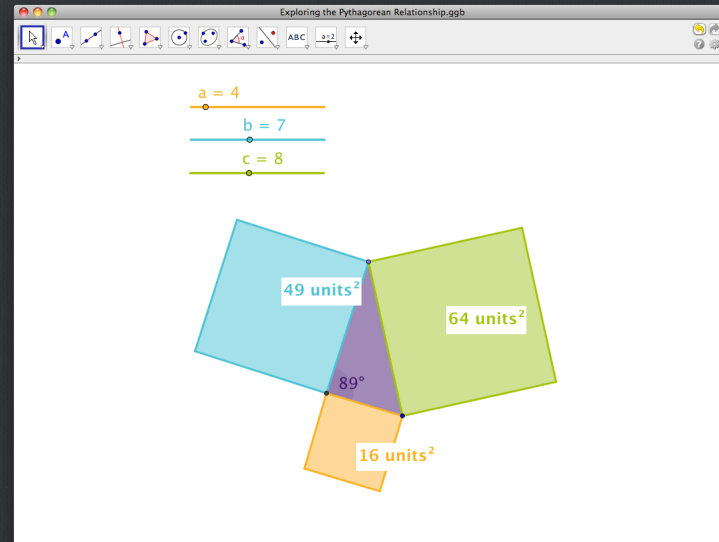 Exploring the Pythagorean Relationship.ggb
A
α
ABC
a=2
a = 4
b = 7
c = 8
49 units²
64 units²
89°
16 units²